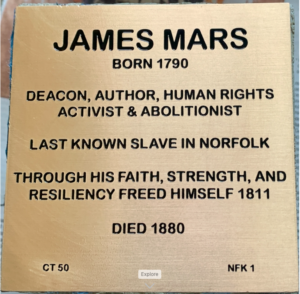 JAMES MARS
BORN 1790
DEACON, AUTHOR, HUMAN RIGHTS
ACTIVIST & ABOLITIONIST
LAST KNOWN SLAVE IN NORFOLK
THROUGH HIS FAITH, STRENGTH, AND
RESILIENCY FREED HIMSELF 1811
DIED 1880
CT 50 NFK 1
Explore